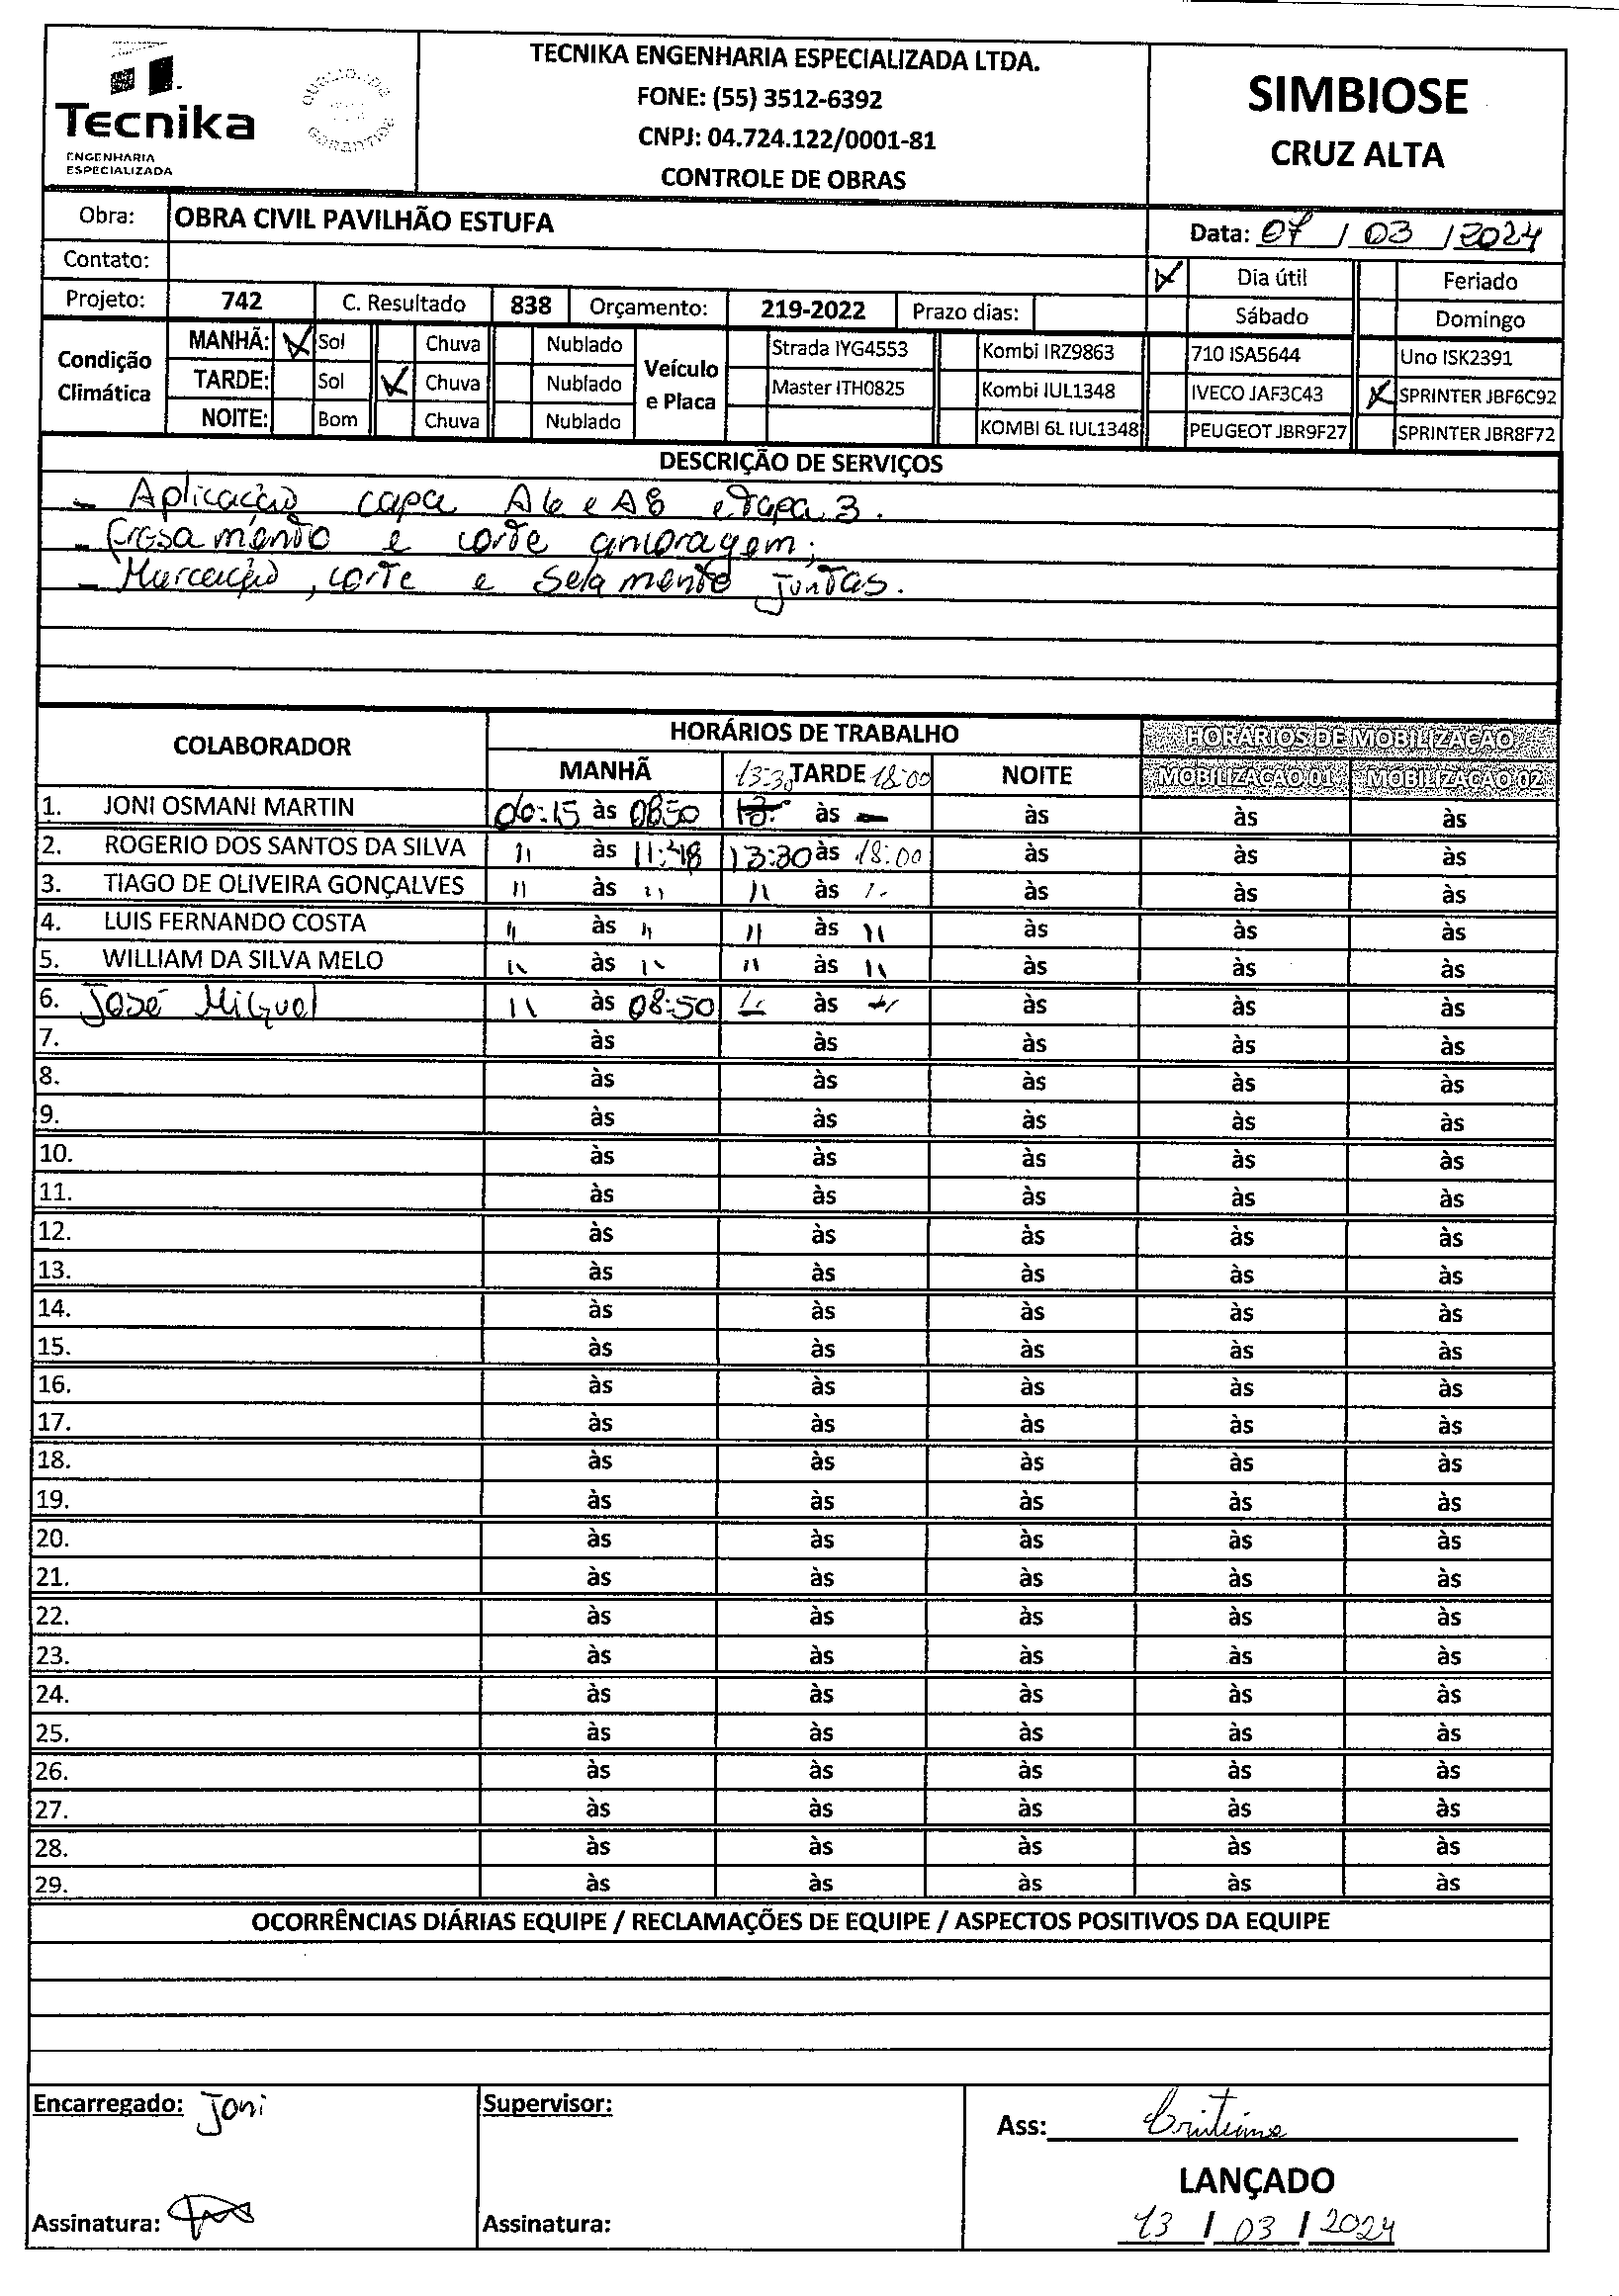 Tecnika
ENGENHARIA
ESPECIALIZADA
TECNIKA ENGENHARIA ESPECIALIZADA LTDA.
FONE: (55) 3512-6392
CNPJ: 04.724.122/0001-81
CONTROLE DE OBRAS
SIMBIOSE
CRUZ ALTA
Obra: OBRA CIVIL PAVILHÃO ESTUFA
Data: 07 / 03 / 2024
Contato:
Dia útil Feriado
Projeto: 742 C. Resultado 838 Orçamento: 219-2022 Prazo dias:
Sábado Domingo
Condição Climática
MANHÃ: Sol Chuva Nublado
TARDE: Sol Chuva Nublado
NOITE: Bom Chuva Nublado
Veículo e Placa
Strada IYG4553 Kombi IRZ9863 710 ISA5644 Uno ISK2391
Master ITH0825 Kombi IUL1348 IVECO JAF3C43 SPRINTER JBF6C92
KOMBI 6L IUL1348 PEUGEOT JBR9F27 SPRINTER JBR8F72
DESCRIÇÃO DE SERVIÇOS
- Aplicação capa A6 e A8 etapa 3.
- Fresamento e corte ancoragem;
- Marcação, corte e selamento juntas.
COLABORADOR HORÁRIOS DE TRABALHO HORÁRIOS DE MOBILIZAÇÃO
MANHÃ 13:30 TARDE 18:00 NOITE MOBILIZAÇÃO 01 MOBILIZAÇÃO 02
1. JONI OSMANI MARTIN 06:15 às 0850 13: às - às às às
2. ROGERIO DOS SANTOS DA SILVA " às 11:48 13:30 às 18:00 às às às
3. TIAGO DE OLIVEIRA GONÇALVES " às " " às " às às às
4. LUIS FERNANDO COSTA " às " " às " às às às
5. WILLIAM DA SILVA MELO " às " " às " às às às
6. José Miguel " às 08:50 às às às às
7. às às às às às
8. às às às às às
9. às às às às às
10. às às às às às
11. às às às às às
12. às às às às às
13. às às às às às
14. às às às às às
15. às às às às às
16. às às às às às
17. às às às às às
18. às às às às às
19. às às às às às
20. às às às às às
21. às às às às às
22. às às às às às
23. às às às às às
24. às às às às às
25. às às às às às
26. às às às às às
27. às às às às às
28. às às às às às
29. às às às às às
OCORRÊNCIAS DIÁRIAS EQUIPE / RECLAMAÇÕES DE EQUIPE / ASPECTOS POSITIVOS DA EQUIPE
Encarregado: Joni
Supervisor:
Ass:
LANÇADO
Assinatura:
Assinatura:
13 / 03 / 2024